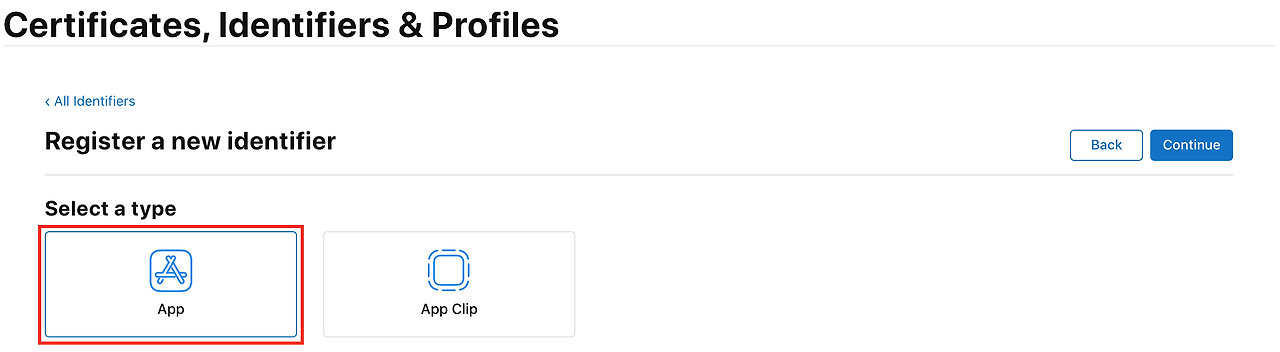 Certificates, Identifiers & Profiles
‹ All Identifiers
Register a new identifier
Back
Continue
Select a type
App
App Clip